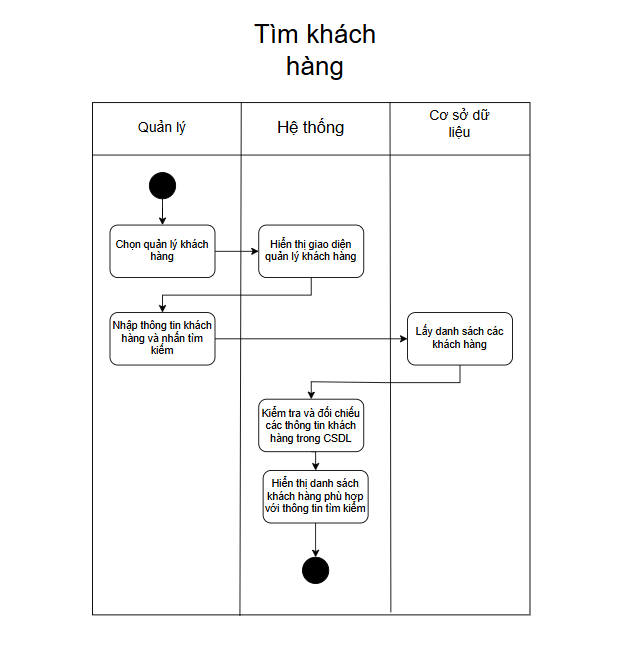 Tìm khách
hàng
Quản lý
Hệ thống
Cơ sở dữ
liệu
Chọn quản lý khách
hàng
Hiển thị giao diện
quản lý khách hàng
Nhập thông tin khách
hàng và nhấn tìm
kiếm
Lấy danh sách các
khách hàng
Kiểm tra và đối chiếu
các thông tin khách
hàng trong CSDL
Hiển thị danh sách
khách hàng phù hợp
với thông tin tìm kiếm